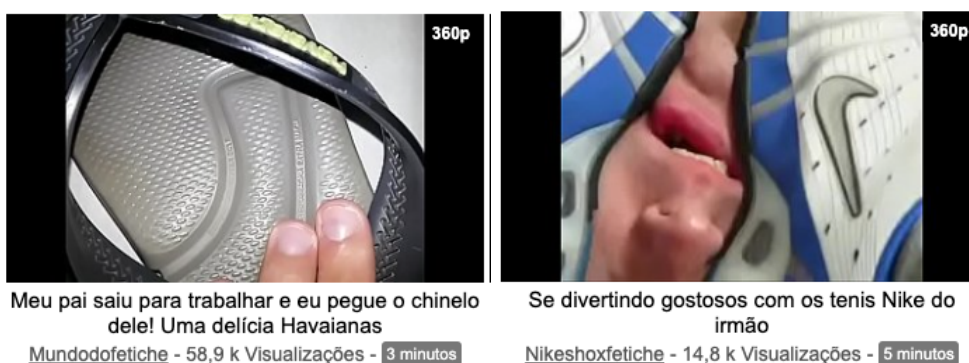 360p
Meu pai saiu para trabalhar e eu pegue o chinelo
dele! Uma delícia Havaianas
Mundodofetiche - 58,9 k Visualizações - 3 minutos
360p
Se divertindo gostosos com os tenis Nike do
irmão
Nikeshoxfetiche - 14,8 k Visualizações - 5 minutos